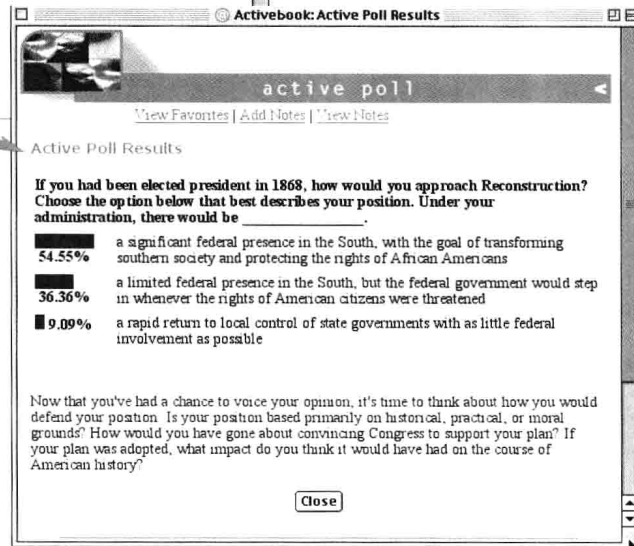 Activebook: Active Poll Results
active poll
View Favorites | Add Notes | View Notes
Active Poll Results
If you had been elected president in 1868, how would you approach Reconstruction?
Choose the option below that best describes your position. Under your
administration, there would be _______________.
a significant federal presence in the South, with the goal of transforming
54.55% southern society and protecting the rights of African Americans
a limited federal presence in the South, but the federal government would step
36.36% in whenever the rights of American citizens were threatened
9.09% a rapid return to local control of state governments with as little federal
involvement as possible
Now that you've had a chance to voice your opinion, it's time to think about how you would
defend your position. Is your position based primarily on historical, practical, or moral
grounds? How would you have gone about convincing Congress to support your plan? If
your plan was adopted, what impact do you think it would have had on the course of
American history?
Close